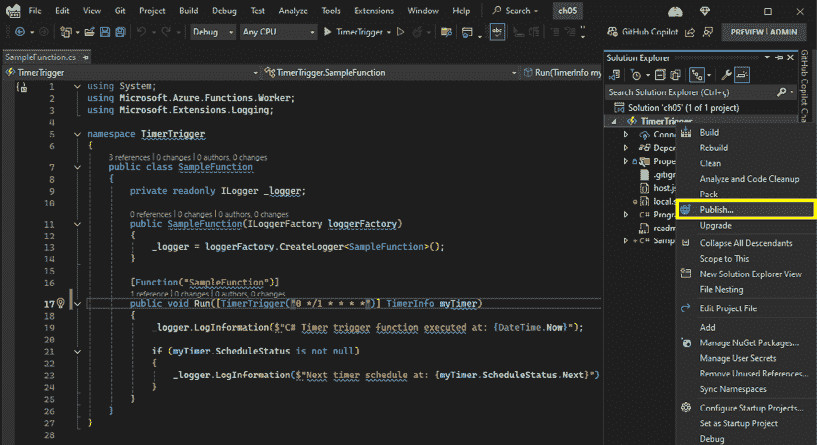 File Edit View Git Project Build Debug Test Analyze Tools Extensions Window Help Search ch05
Debug Any CPU TimerTrigger GitHub Copilot PREVIEW | ADMIN
SampleFunction.cs
TimerTrigger TimerTrigger.SampleFunction Run(TimerInfo my
1 using System;
2 using Microsoft.Azure.Functions.Worker;
3 using Microsoft.Extensions.Logging;
4
5 namespace TimerTrigger
6 {
3 references | 0 changes | 0 authors, 0 changes
7 public class SampleFunction
8 {
9 private readonly ILogger _logger;
10
0 references | 0 changes | 0 authors, 0 changes
11 public SampleFunction(ILoggerFactory loggerFactory)
12 {
13 _logger = loggerFactory.CreateLogger<SampleFunction>();
14 }
15
16 [Function("SampleFunction")]
1 reference | 0 changes | 0 authors, 0 changes
17 public void Run([TimerTrigger("0 */1 * * * *")] TimerInfo myTimer)
18 {
19 _logger.LogInformation($"C# Timer trigger function executed at: {DateTime.Now}");
20
21 if (myTimer.ScheduleStatus is not null)
22 {
23 _logger.LogInformation($"Next timer schedule at: {myTimer.ScheduleStatus.Next}")
24 }
25 }
26 }
27 }
28
Solution Explorer
Search Solution Explorer (Ctrl+ç)
Solution 'ch05' (1 of 1 project)
TimerTrigger
Conne
Depe
Prope
.gitig
host.js
local.s
C# Progra
readm
C# Samp
Build
Rebuild
Clean
Analyze and Code Cleanup
Pack
Publish...
Upgrade
Collapse All Descendants
Scope to This
New Solution Explorer View
File Nesting
Edit Project File
Add
Manage NuGet Packages...
Manage User Secrets
Remove Unused References...
Sync Namespaces
Configure Startup Projects...
Set as Startup Project
Debug
GitHub Copilot Cha